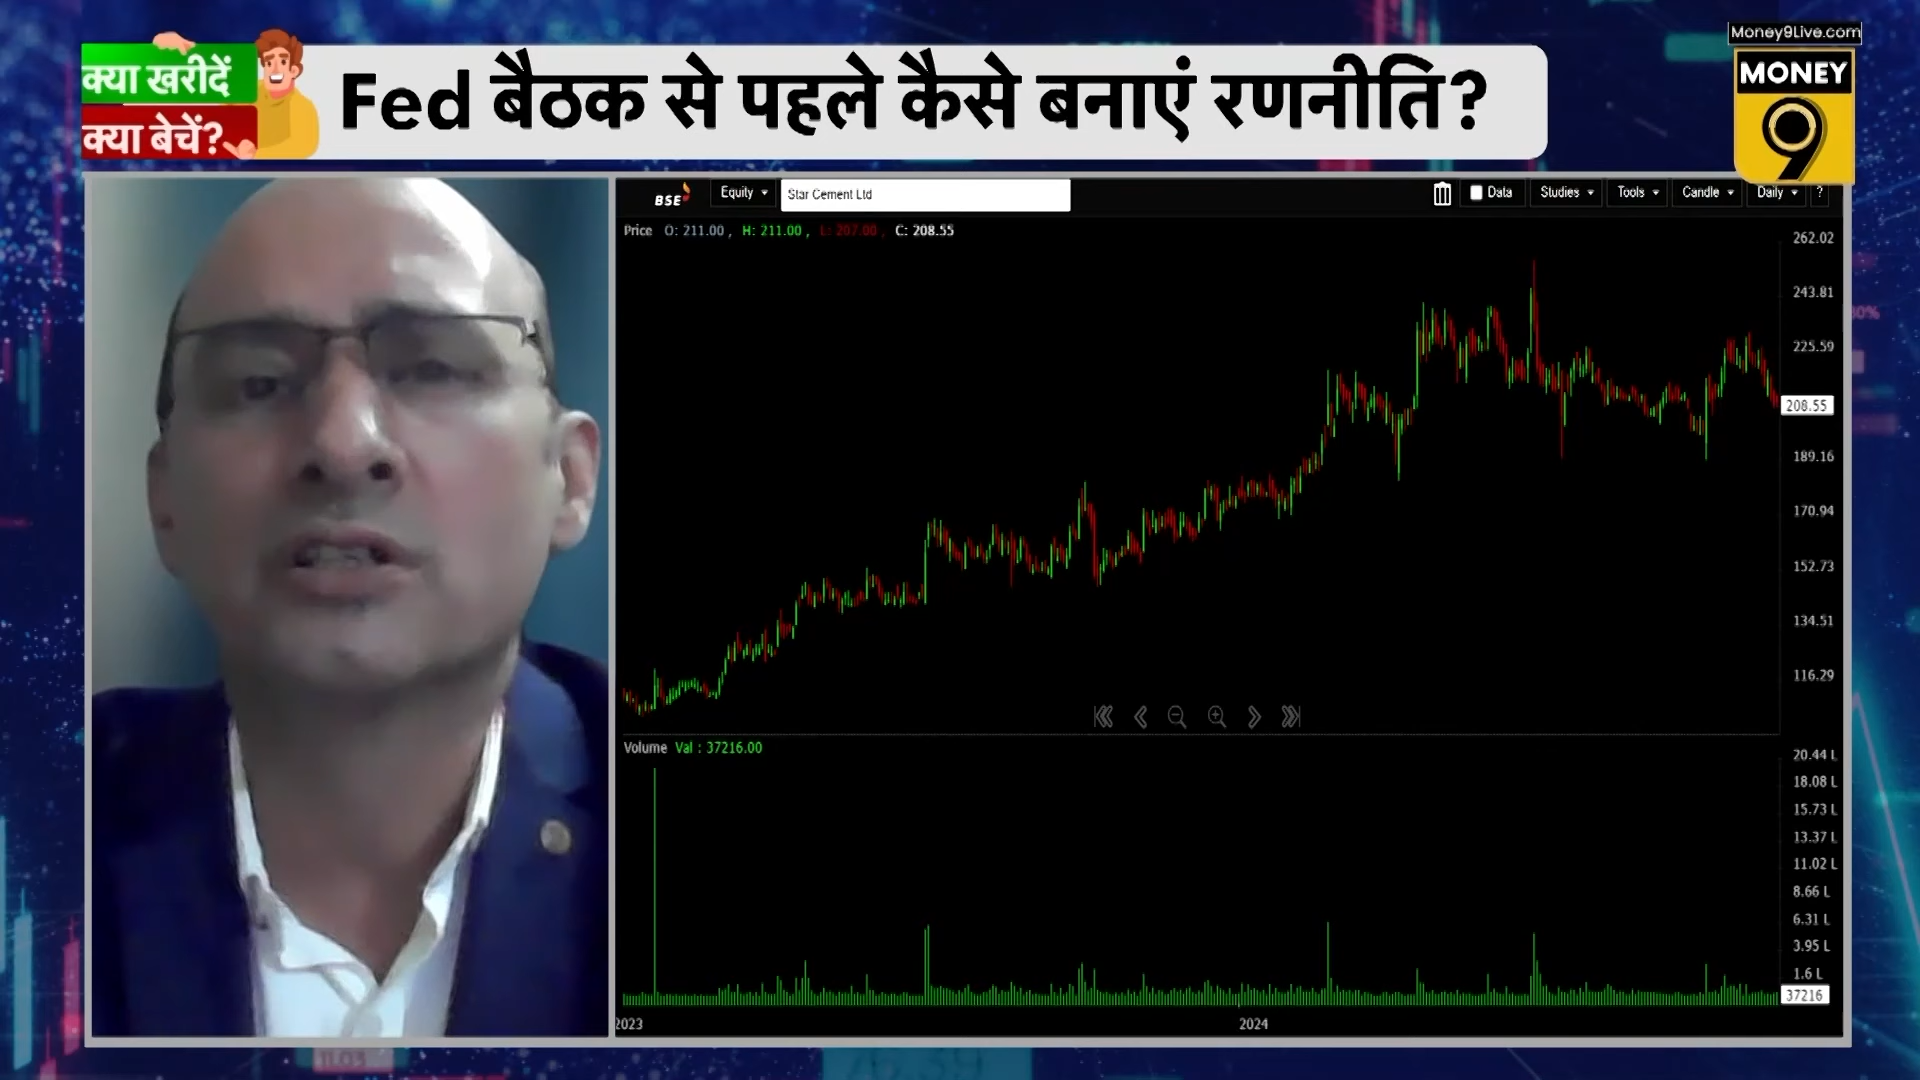 Money9Live.com
MONEY
9
क्या खरीदें
क्या बेचें?
Fed बैठक से पहले कैसे बनाएं रणनीति?
BSE Equity Star Cement Ltd Data Studies Tools Candle Daily ?
Price O: 211.00 , H: 211.00 , L: 207.00 , C: 208.55
262.02
243.81
225.59
208.55
189.16
170.94
152.73
134.51
116.29
Volume Val : 37216.00
20.44 L
18.08 L
15.73 L
13.37 L
11.02 L
8.66 L
6.31 L
3.95 L
1.6 L
37216
2023 2024